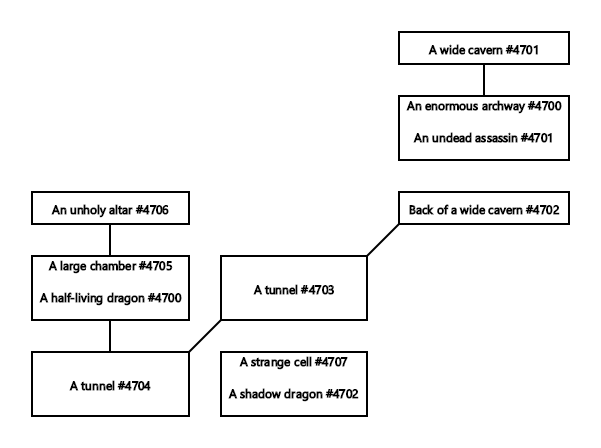 A wide cavern #4701
An enormous archway #4700
An undead assassin #4701
An unholy altar #4706
Back of a wide cavern #4702
A large chamber #4705
A half-living dragon #4700
A tunnel #4703
A tunnel #4704
A strange cell #4707
A shadow dragon #4702